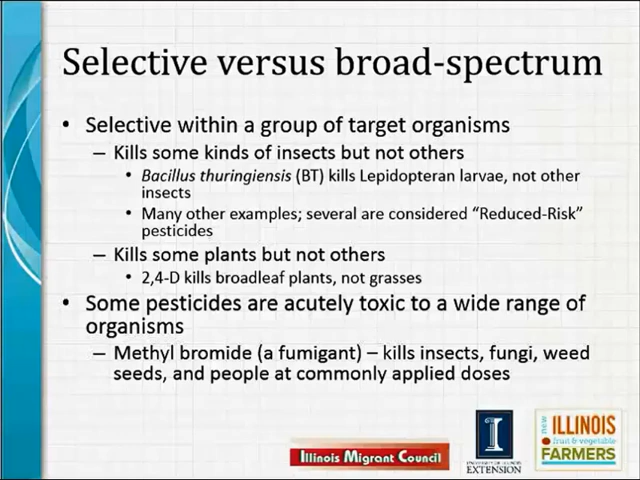 Selective versus broad-spectrum
• Selective within a group of target organisms
– Kills some kinds of insects but not others
• Bacillus thuringiensis (BT) kills Lepidopteran larvae, not other
insects
• Many other examples; several are considered “Reduced-Risk”
pesticides
– Kills some plants but not others
• 2,4-D kills broadleaf plants, not grasses
• Some pesticides are acutely toxic to a wide range of
organisms
– Methyl bromide (a fumigant) – kills insects, fungi, weed
seeds, and people at commonly applied doses
Illinois Migrant Council
I
UNIVERSITY OF ILLINOIS
EXTENSION
new
ILLINOIS
fruit & vegetable
FARMERS